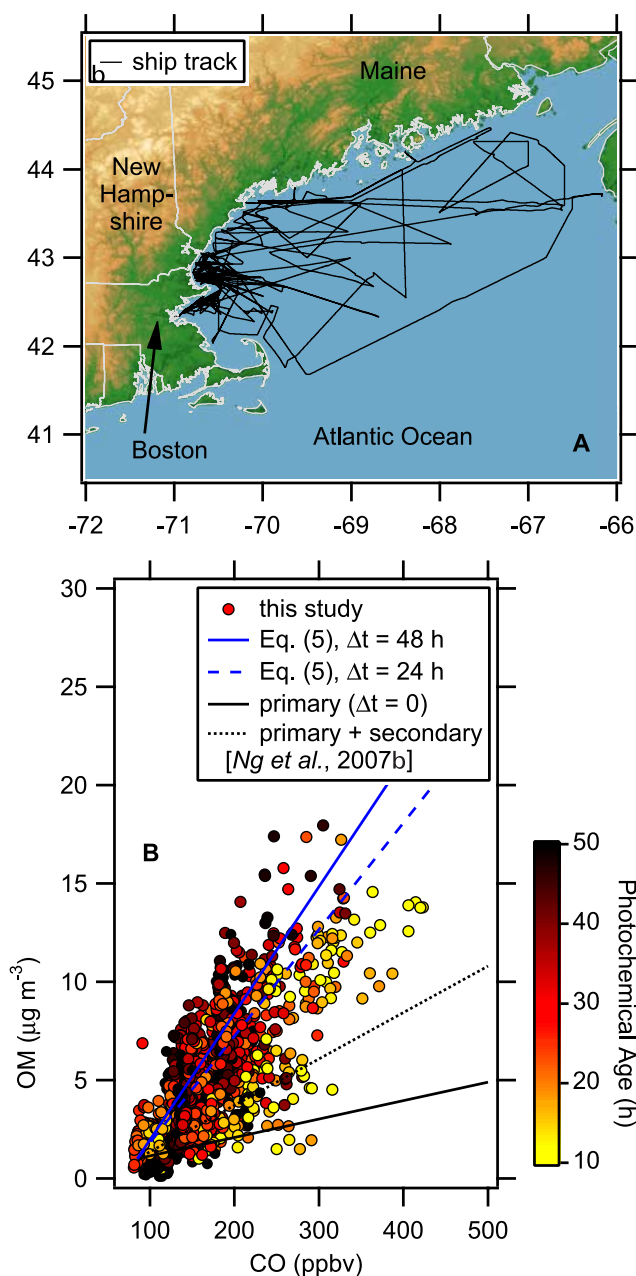 — ship track
b
Maine
New
Hamp-
shire
Boston
Atlantic Ocean
A
45
44
43
42
41
-72 -71 -70 -69 -68 -67 -66
this study
Eq. (5), Δt = 48 h
Eq. (5), Δt = 24 h
primary (Δt = 0)
primary + secondary
[Ng et al., 2007b]
B
30
25
20
15
10
5
0
OM (µg m⁻³)
100 200 300 400 500
CO (ppbv)
50
40
30
20
10
Photochemical Age (h)